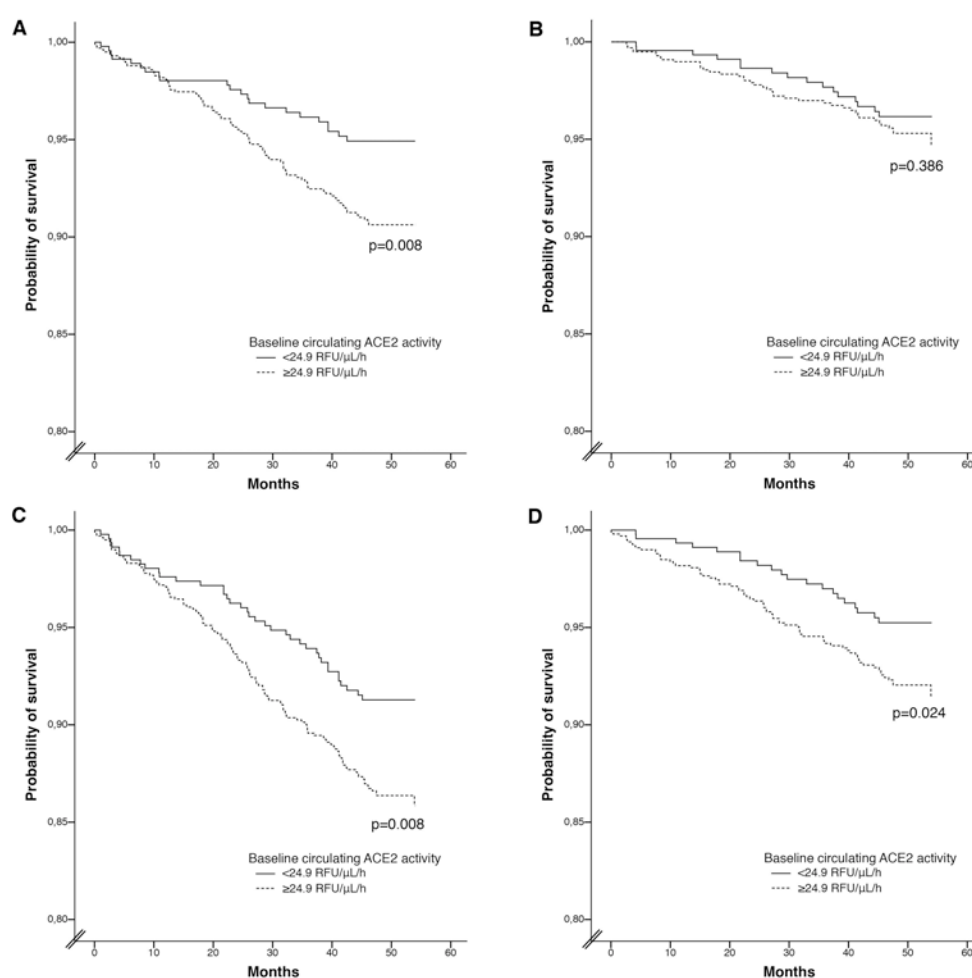 A
Probability of survival
1,00
0,95
0,90
0,85
0,80
p=0.008
Baseline circulating ACE2 activity
<24.9 RFU/µL/h
≥24.9 RFU/µL/h
0 10 20 30 40 50 60
Months
B
Probability of survival
1,00
0,95
0,90
0,85
0,80
p=0.386
Baseline circulating ACE2 activity
<24.9 RFU/µL/h
≥24.9 RFU/µL/h
0 10 20 30 40 50 60
Months
C
Probability of survival
1,00
0,95
0,90
0,85
0,80
p=0.008
Baseline circulating ACE2 activity
<24.9 RFU/µL/h
≥24.9 RFU/µL/h
0 10 20 30 40 50 60
Months
D
Probability of survival
1,00
0,95
0,90
0,85
0,80
p=0.024
Baseline circulating ACE2 activity
<24.9 RFU/µL/h
≥24.9 RFU/µL/h
0 10 20 30 40 50 60
Months